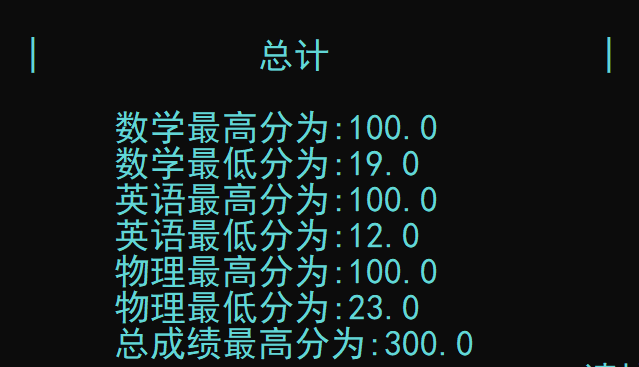 | 总计 |
数学最高分为:100.0
数学最低分为:19.0
英语最高分为:100.0
英语最低分为:12.0
物理最高分为:100.0
物理最低分为:23.0
总成绩最高分为:300.0